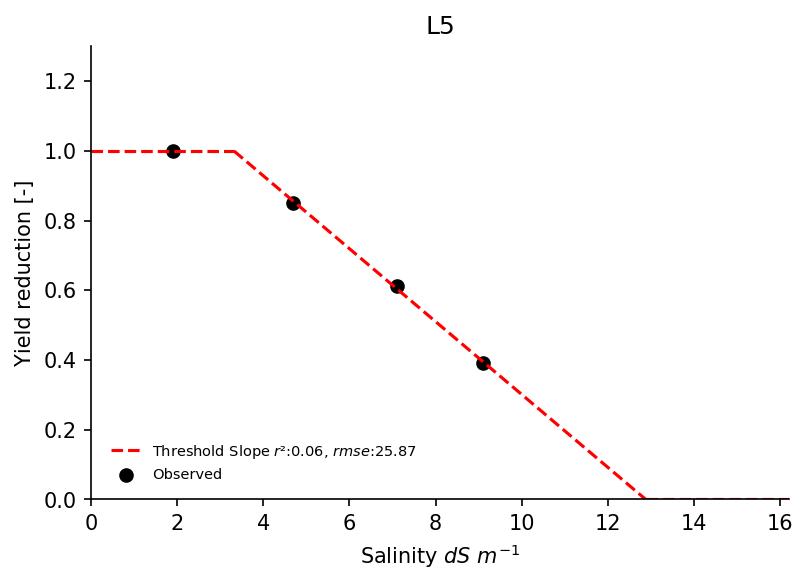 L5
Yield reduction [-]
1.2
1.0
0.8
0.6
0.4
0.2
0.0
Threshold Slope r²:0.06, rmse:25.87
Observed
0 2 4 6 8 10 12 14 16
Salinity dS m⁻¹